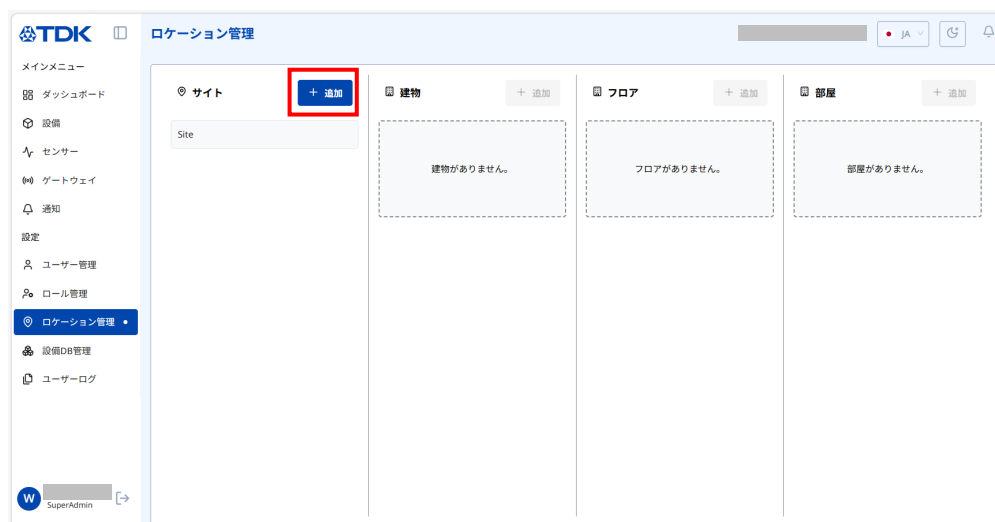 TDK
ロケーション管理
JA
メインメニュー
ダッシュボード
設備
センサー
ゲートウェイ
通知
設定
ユーザー管理
ロール管理
ロケーション管理
設備DB管理
ユーザーログ
W
SuperAdmin
サイト
+ 追加
Site
建物
+ 追加
建物がありません。
フロア
+ 追加
フロアがありません。
部屋
+ 追加
部屋がありません。